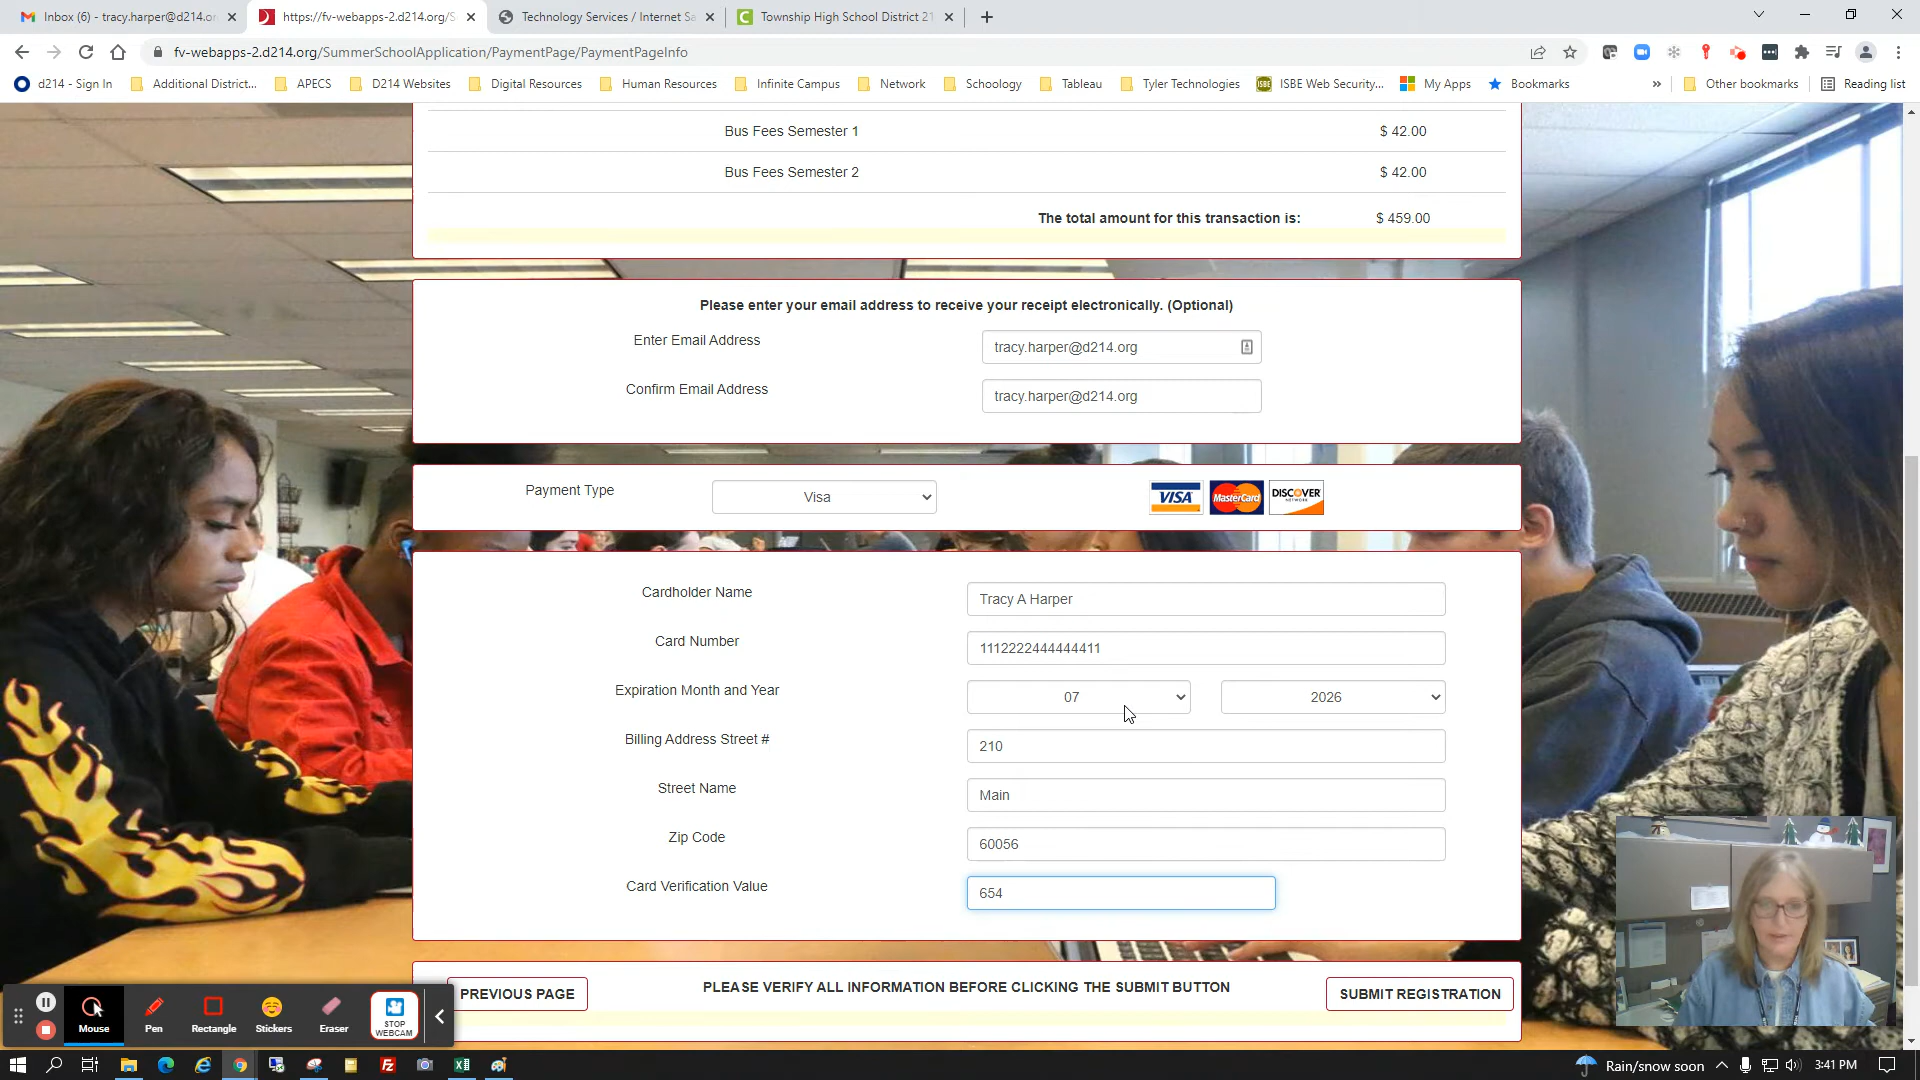 Inbox (6) - tracy.harper@d214.or
https://fv-webapps-2.d214.org/S
Technology Services / Internet Sa
Township High School District 21
fv-webapps-2.d214.org/SummerSchoolApplication/PaymentPage/PaymentPageInfo
d214 - Sign In
Additional District...
APECS
D214 Websites
Digital Resources
Human Resources
Infinite Campus
Network
Schoology
Tableau
Tyler Technologies
ISBE Web Security...
My Apps
Bookmarks
»
Other bookmarks
Reading list
Bus Fees Semester 1 $ 42.00
Bus Fees Semester 2 $ 42.00
The total amount for this transaction is: $ 459.00
Please enter your email address to receive your receipt electronically. (Optional)
Enter Email Address tracy.harper@d214.org
Confirm Email Address tracy.harper@d214.org
Payment Type Visa VISA MasterCard DISCOVER NETWORK
Cardholder Name Tracy A Harper
Card Number 1112222444444411
Expiration Month and Year 07 2026
Billing Address Street # 210
Street Name Main
Zip Code 60056
Card Verification Value 654
PREVIOUS PAGE PLEASE VERIFY ALL INFORMATION BEFORE CLICKING THE SUBMIT BUTTON SUBMIT REGISTRATION
Mouse
Pen
Rectangle
Stickers
Eraser
STOP WEBCAM
Rain/snow soon
3:41 PM